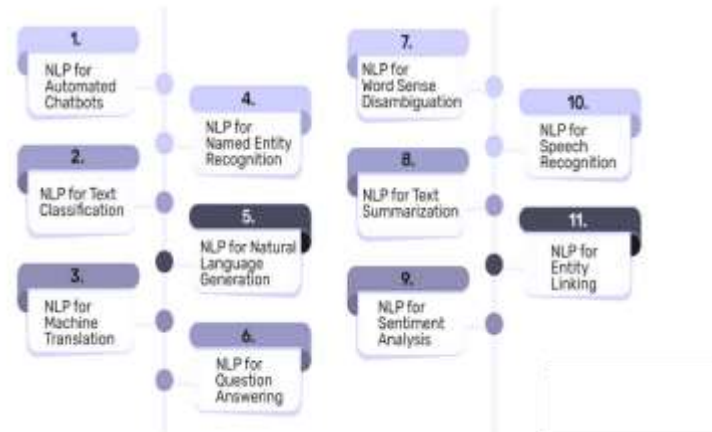 1.
NLP for
Automated
Chatbots
2.
NLP for Text
Classification
3.
NLP for
Machine
Translation
4.
NLP for
Named Entity
Recognition
5.
NLP for Natural
Language
Generation
6.
NLP for
Question
Answering
7.
NLP for
Word Sense
Disambiguation
8.
NLP for Text
Summarization
9.
NLP for
Sentiment
Analysis
10.
NLP for
Speech
Recognition
11.
NLP for
Entity
Linking